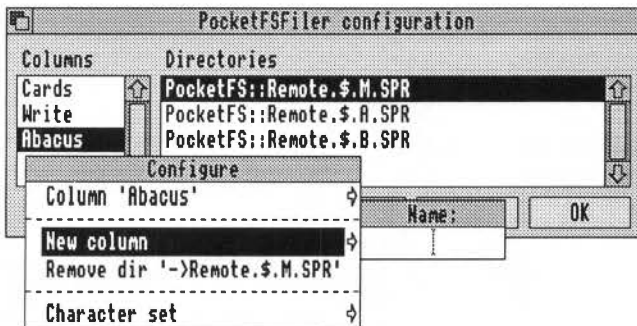 PocketFSFiler configuration
Columns
Directories
Cards
Write
Abacus
PocketFS::Remote.$.M.SPR
PocketFS::Remote.$.A.SPR
PocketFS::Remote.$.B.SPR
Configure
Column 'Abacus'
New column
Remove dir '->Remote.$.M.SPR'
Character set
Name:
OK